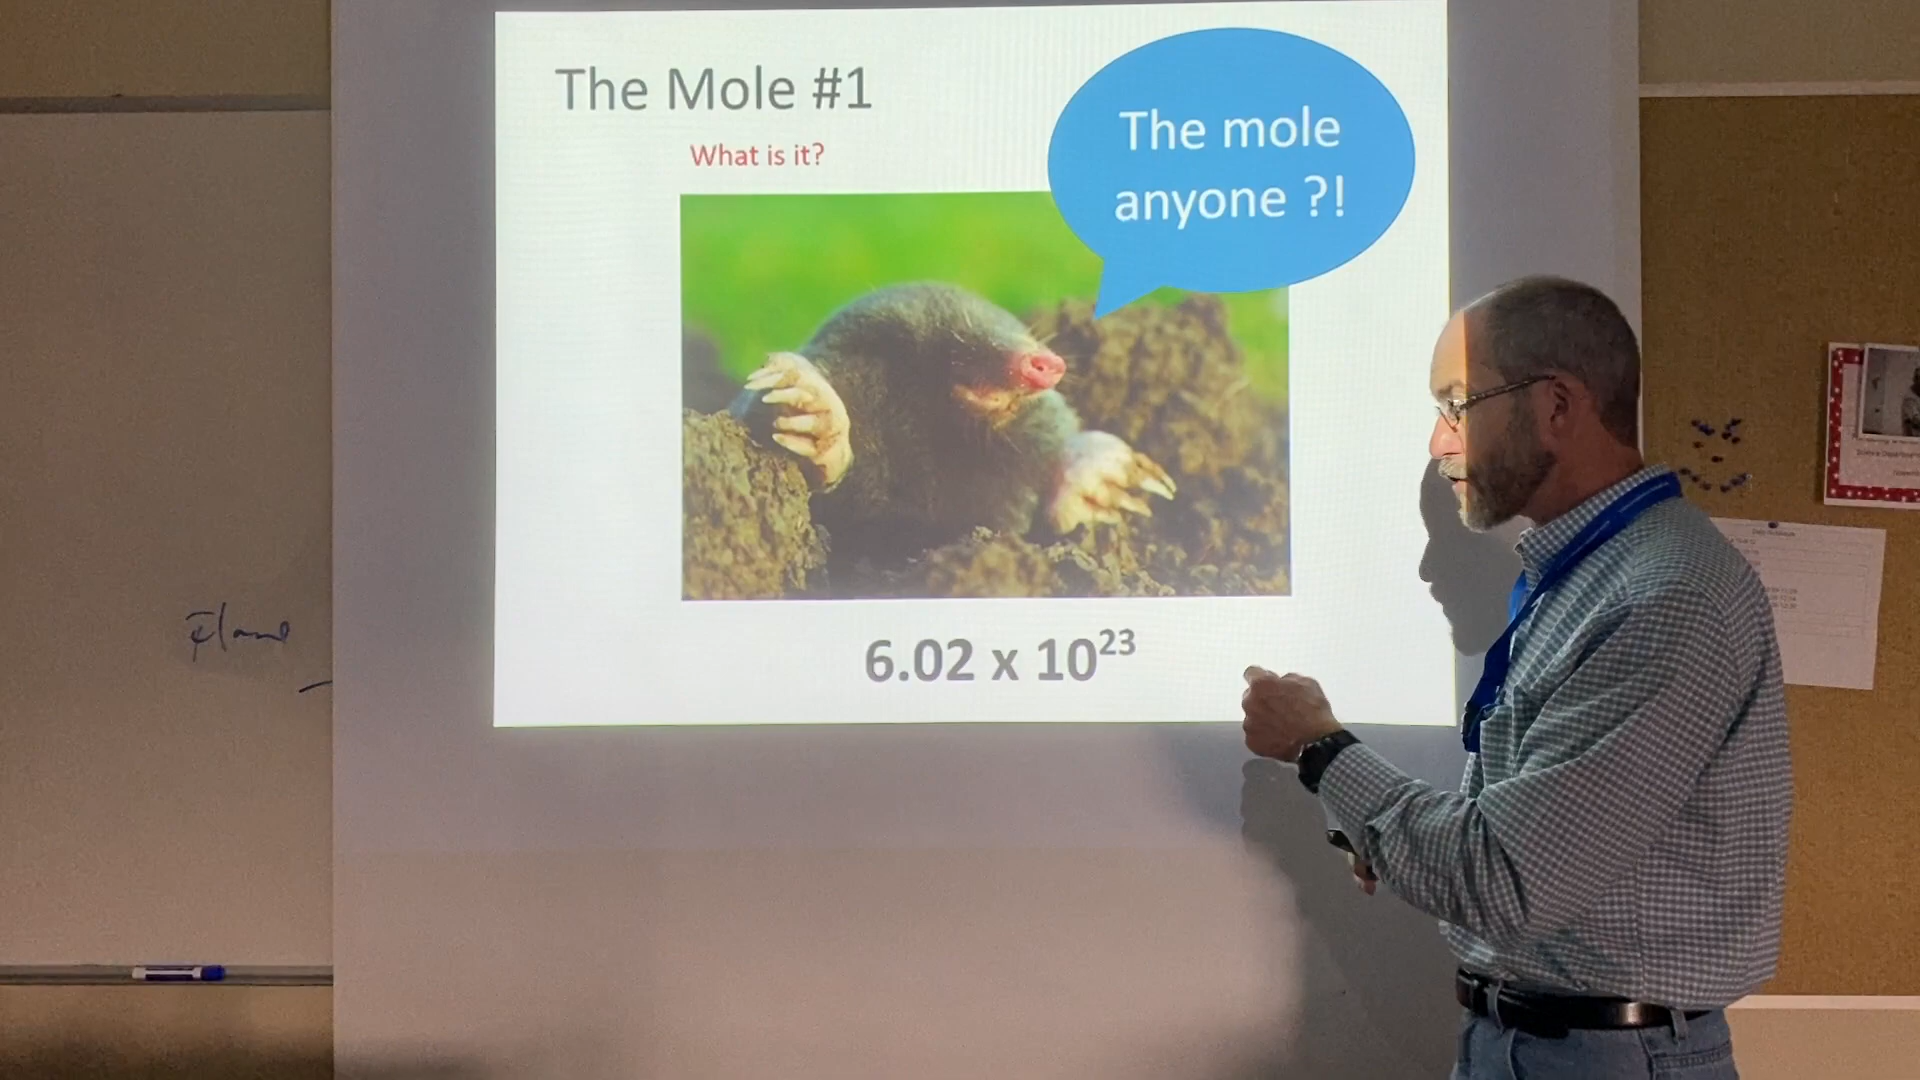 The Mole #1
What is it?
The mole
anyone ?!
6.02 x 10²³